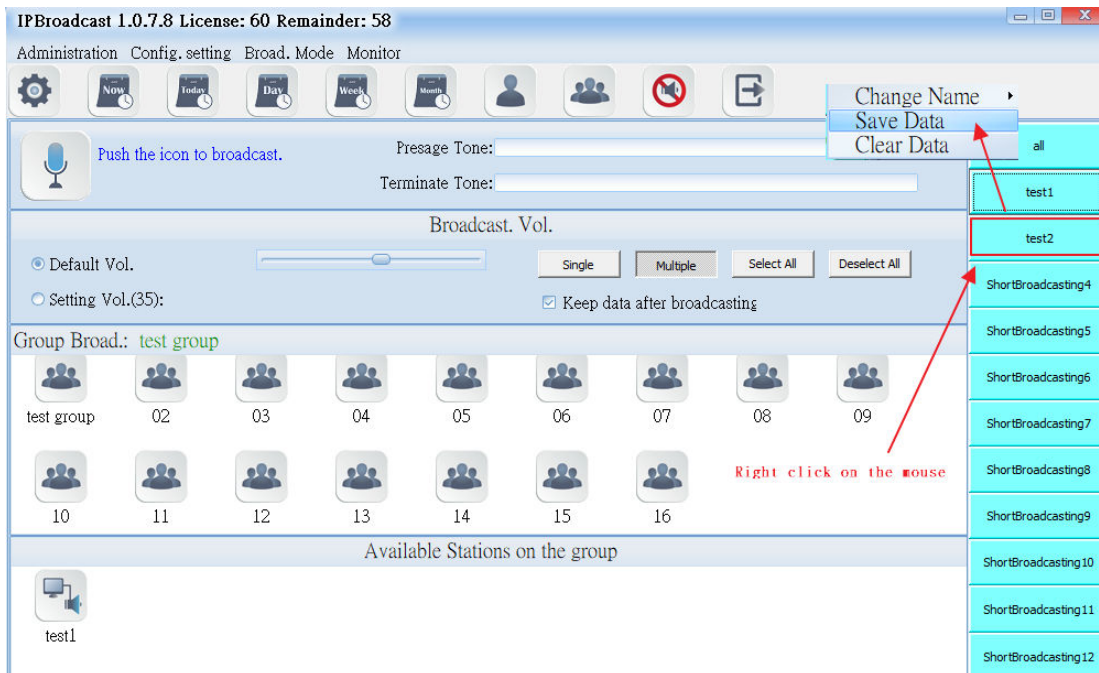 IPBroadcast 1.0.7.8 License: 60 Remainder: 58
Administration Config. setting Broad. Mode Monitor
Now
Today
Day
Week
Month
Change Name
Save Data
Clear Data
Push the icon to broadcast.
Presage Tone:
Terminate Tone:
Broadcast. Vol.
Default Vol.
Single
Multiple
Select All
Deselect All
Setting Vol.(35):
Keep data after broadcasting
Group Broad.: test group
test group 02 03 04 05 06 07 08 09
10 11 12 13 14 15 16
Right click on the mouse
Available Stations on the group
test1
all
test1
test2
ShortBroadcasting4
ShortBroadcasting5
ShortBroadcasting6
ShortBroadcasting7
ShortBroadcasting8
ShortBroadcasting9
ShortBroadcasting10
ShortBroadcasting11
ShortBroadcasting12